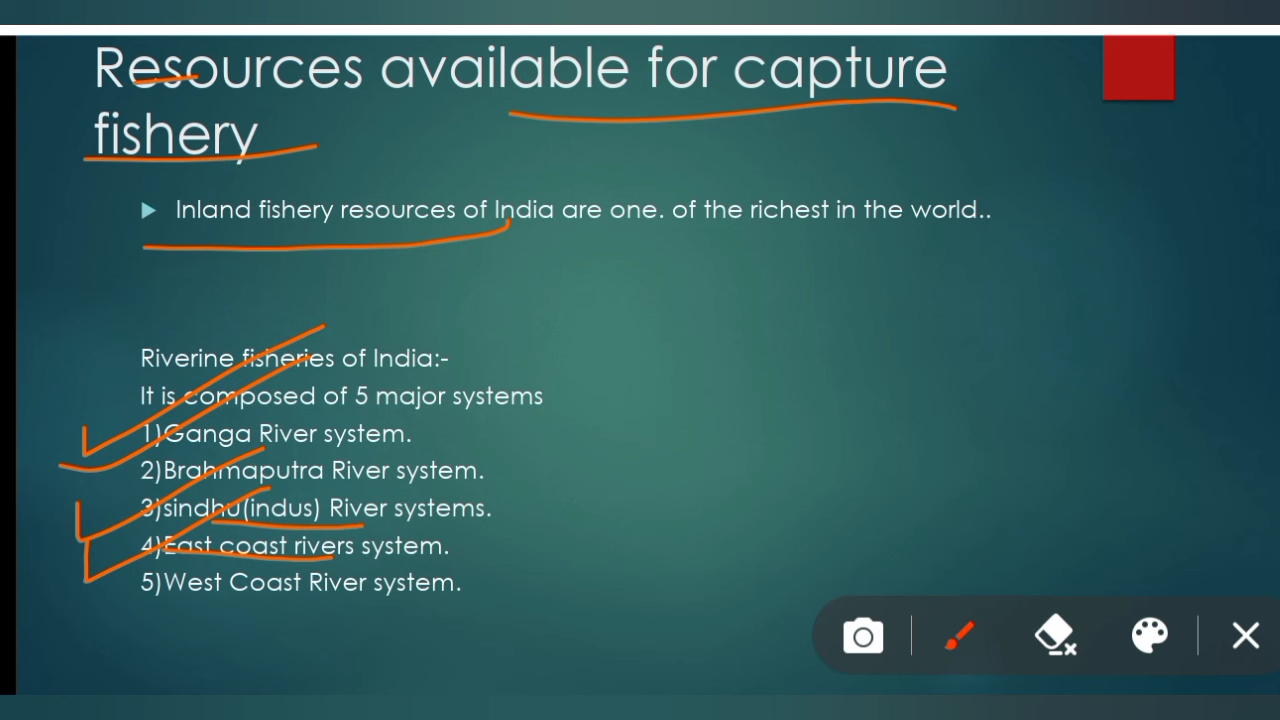 Resources available for capture
fishery
Inland fishery resources of India are one. of the richest in the world..
Riverine fisheries of India:-
It is composed of 5 major systems
1)Ganga River system.
2)Brahmaputra River system.
3)sindhu(indus) River systems.
4)East coast rivers system.
5)West Coast River system.